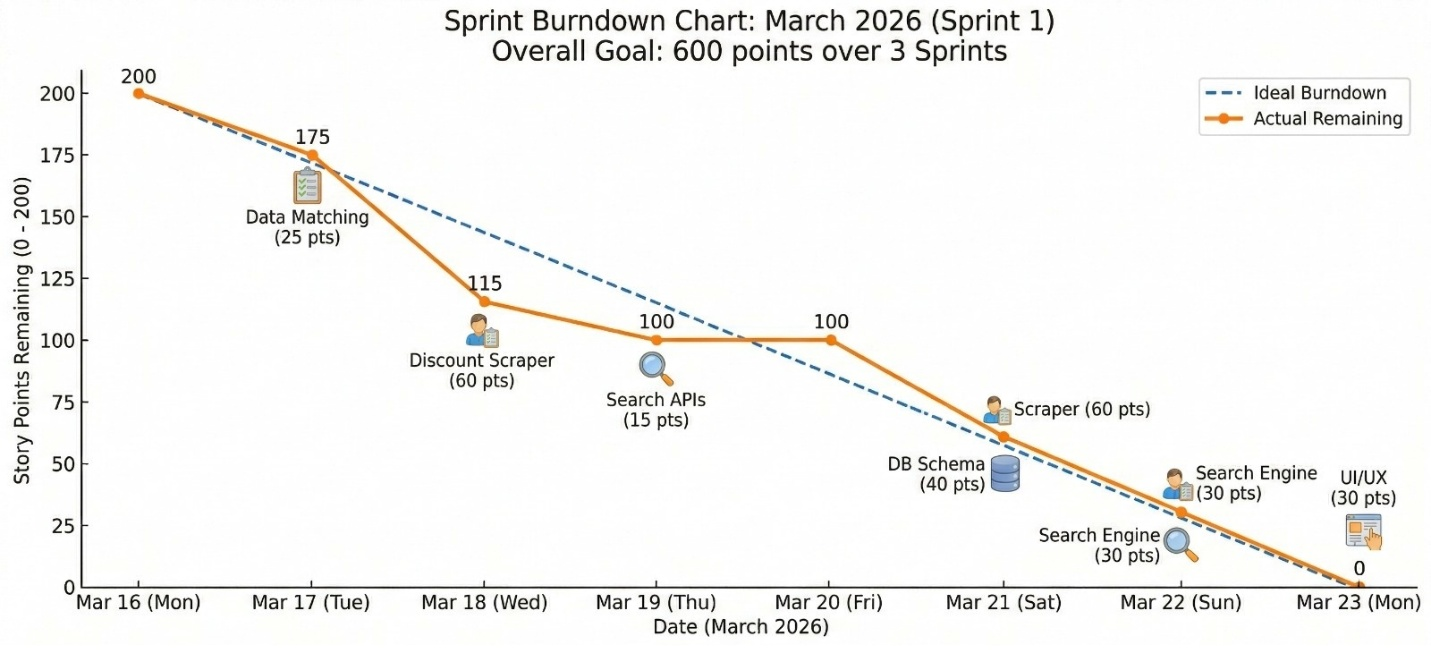 Sprint Burndown Chart: March 2026 (Sprint 1)
Overall Goal: 600 points over 3 Sprints
Ideal Burndown
Actual Remaining
Story Points Remaining (0 - 200)
200
175
150
125
100
75
50
25
0
200
175
Data Matching
(25 pts)
115
Discount Scraper
(60 pts)
100
Search APIs
(15 pts)
100
Scraper (60 pts)
DB Schema
(40 pts)
Search Engine
(30 pts)
Search Engine
(30 pts)
UI/UX
(30 pts)
0
Mar 16 (Mon)
Mar 17 (Tue)
Mar 18 (Wed)
Mar 19 (Thu)
Mar 20 (Fri)
Mar 21 (Sat)
Mar 22 (Sun)
Mar 23 (Mon)
Date (March 2026)